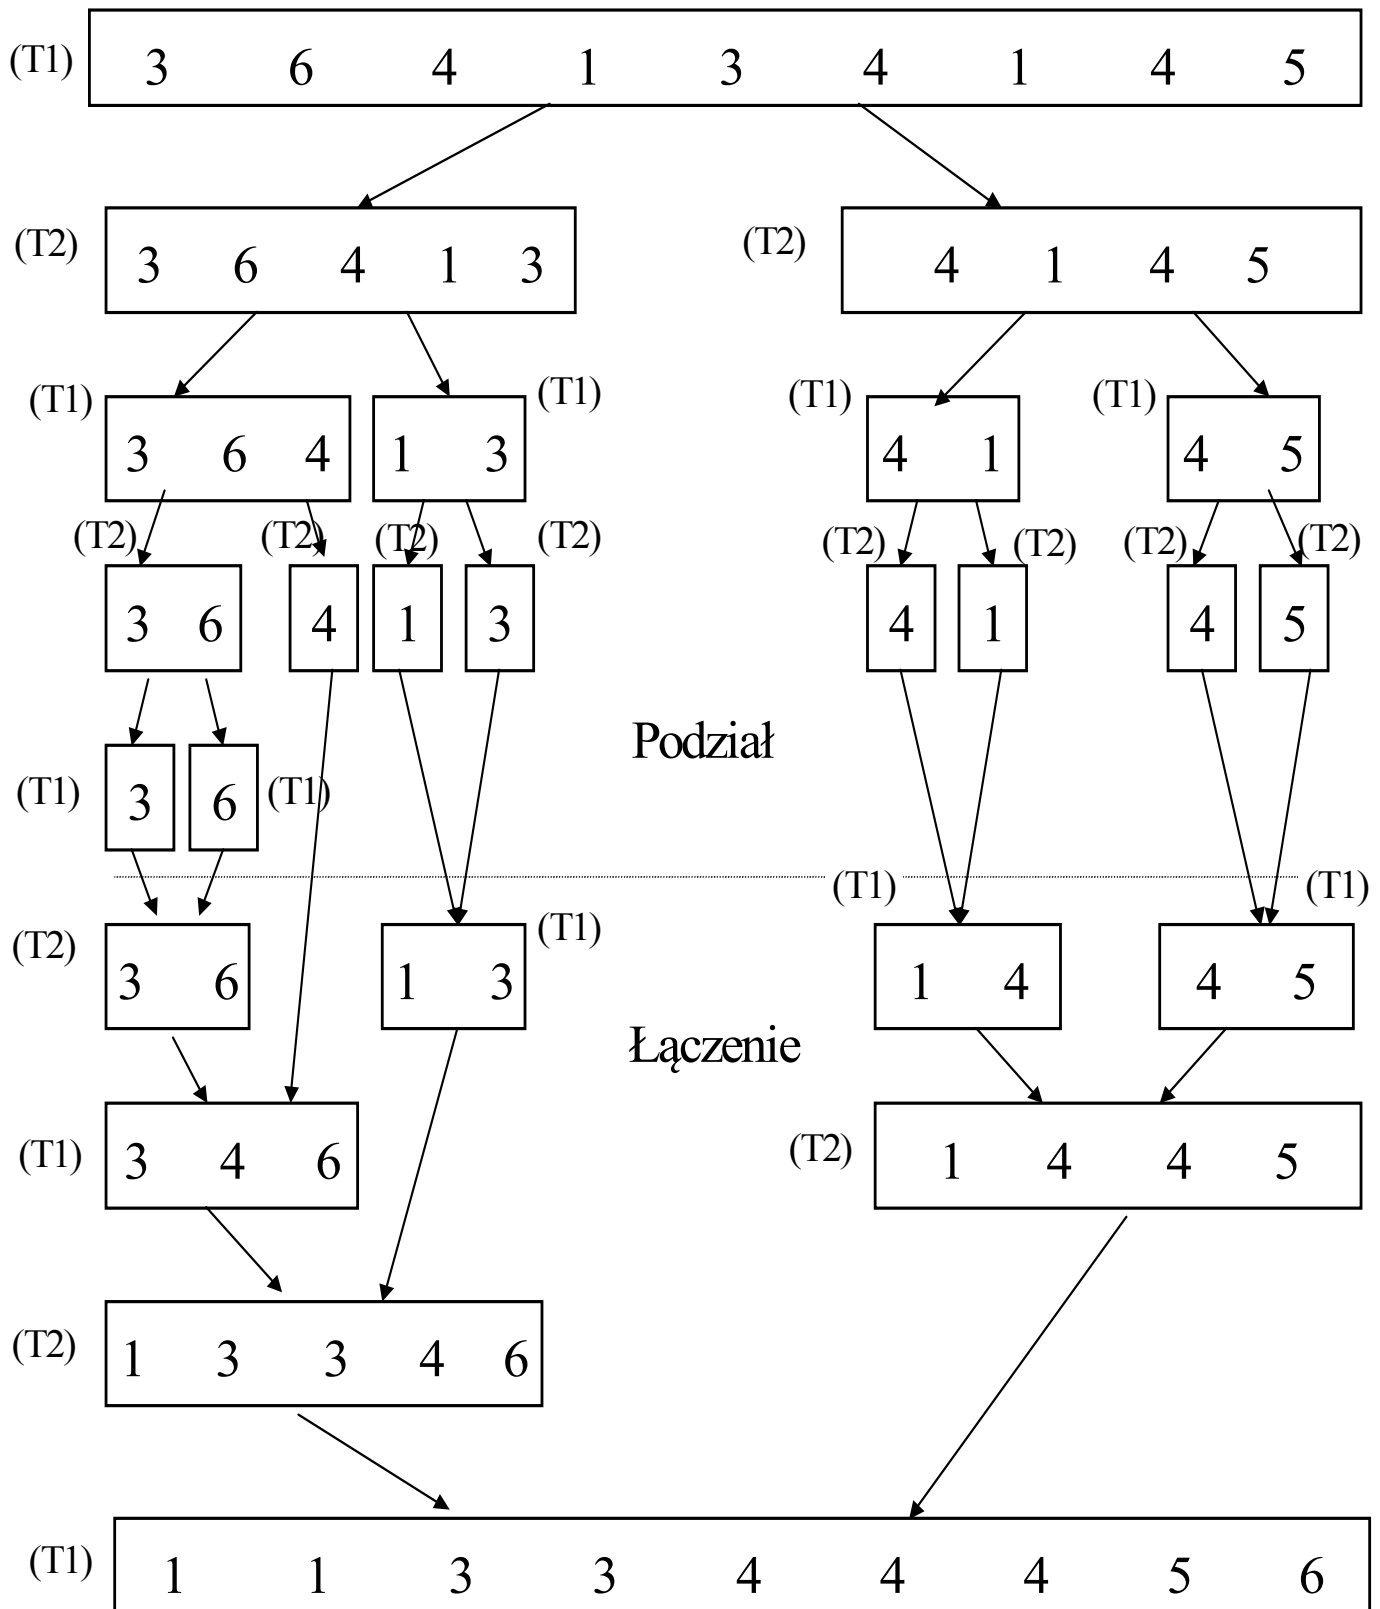 (T1) 3 6 4 1 3 4 1 4 5
(T2) 3 6 4 1 3 (T2) 4 1 4 5
(T1) 3 6 4 1 3 (T1) (T1) 4 1 (T1) 4 5
(T2) (T2) (T2) (T2) (T2) (T2) (T2) (T2)
3 6 4 1 3 4 1 4 5
Podział
(T1) 3 6 (T1)
(T1) (T1)
(T2) 3 6 1 3 (T1) 1 4 4 5
Łączenie
(T1) 3 4 6 (T2) 1 4 4 5
(T2) 1 3 3 4 6
(T1) 1 1 3 3 4 4 4 5 6